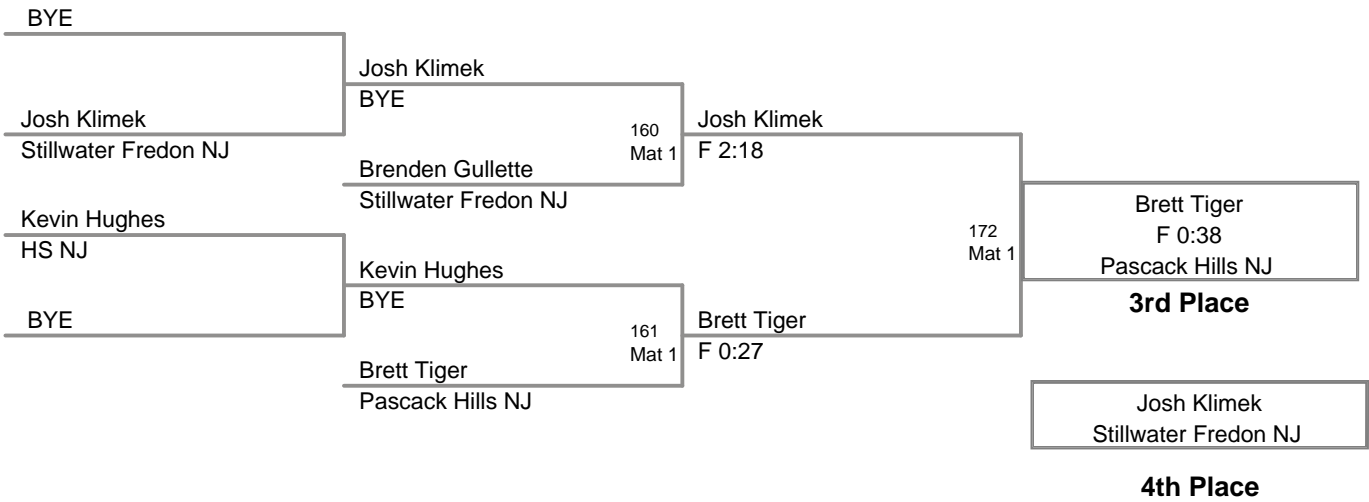 BYE
Josh Klimek
Stillwater Fredon NJ
Kevin Hughes
HS NJ
BYE
Josh Klimek
BYE
160
Mat 1
Brenden Gullette
Stillwater Fredon NJ
Kevin Hughes
BYE
161
Mat 1
Brett Tiger
Pascack Hills NJ
Josh Klimek
F 2:18
172
Mat 1
Brett Tiger
F 0:27
Brett Tiger
F 0:38
Pascack Hills NJ
3rd Place
Josh Klimek
Stillwater Fredon NJ
4th Place